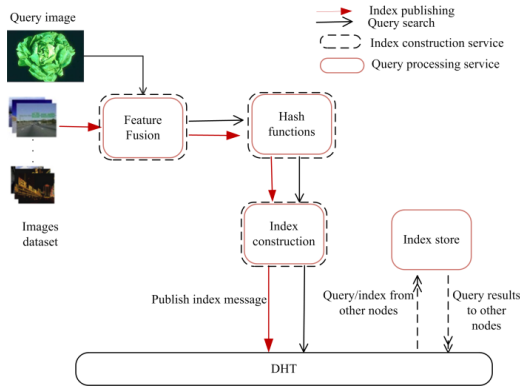 Query image
Index publishing
Query search
Index construction service
Query processing service
Feature
Fusion
Hash
functions
Images
dataset
Index
construction
Index store
Publish index message
Query/index from
other nodes
Query results
to other
nodes
DHT